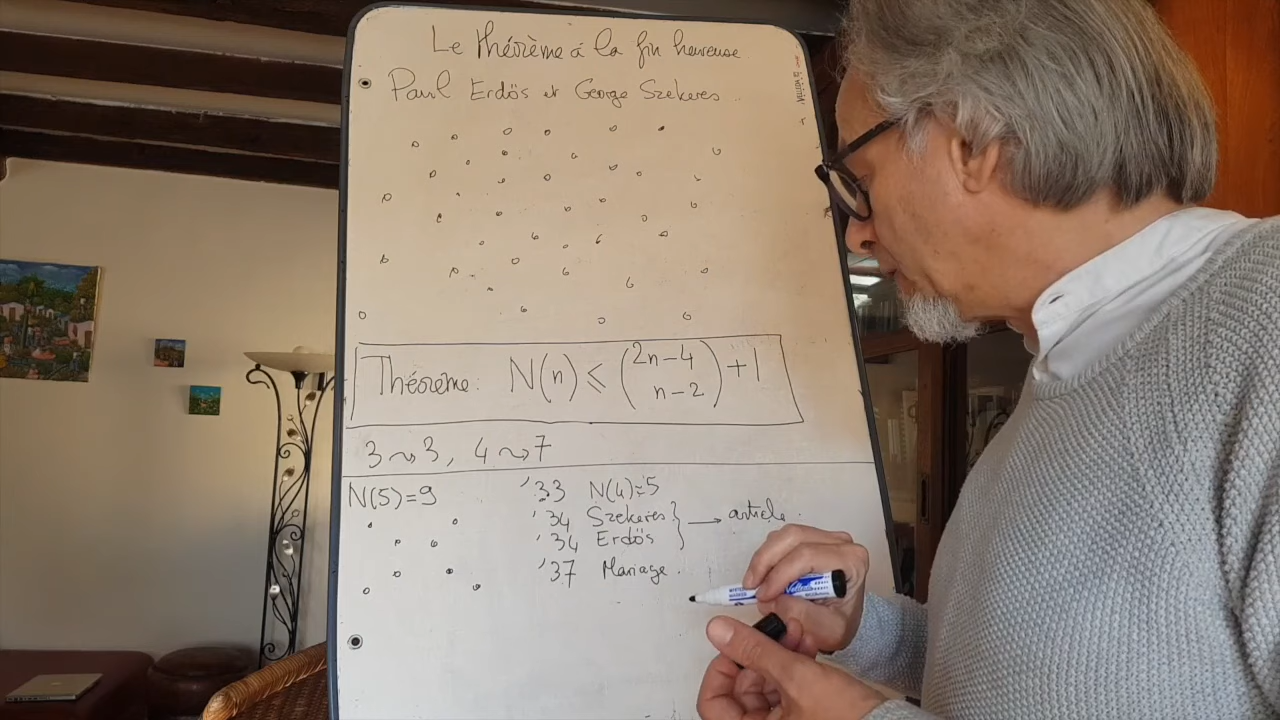 Le théorème à la fin heureuse
Paul Erdös et George Szekeres
Théorème: N(n) ≤ (2n-4 n-2) + 1
3 ⇝ 3, 4 ⇝ 7
N(5)=9
'33 N(4)=5
'34 Szekeres
'34 Erdös
→ article.
'37 Mariage.
Velleda